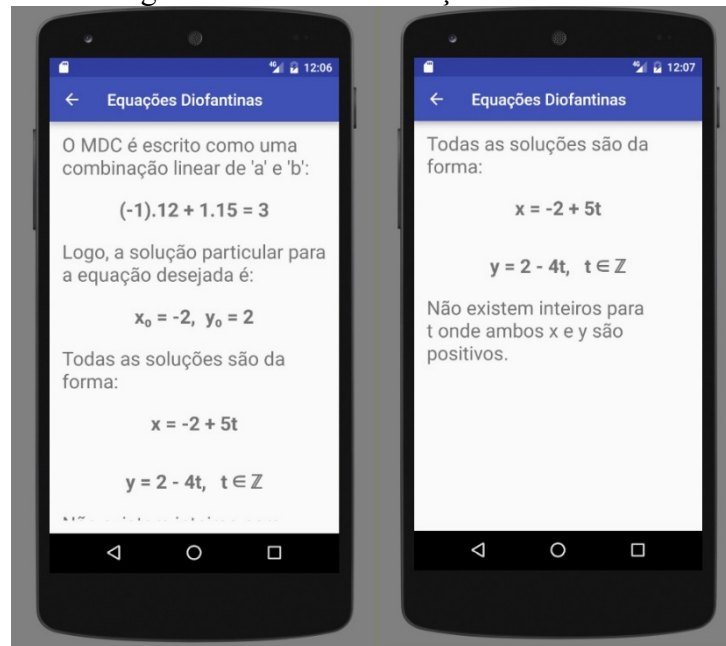 12:06
Equações Diofantinas
O MDC é escrito como uma
combinação linear de 'a' e 'b':
(-1).12 + 1.15 = 3
Logo, a solução particular para
a equação desejada é:
x₀ = -2, y₀ = 2
Todas as soluções são da
forma:
x = -2 + 5t
y = 2 - 4t, t ∈ ℤ
4G 12:07
Equações Diofantinas
Todas as soluções são da
forma:
x = -2 + 5t
y = 2 - 4t, t ∈ ℤ
Não existem inteiros para
t onde ambos x e y são
positivos.